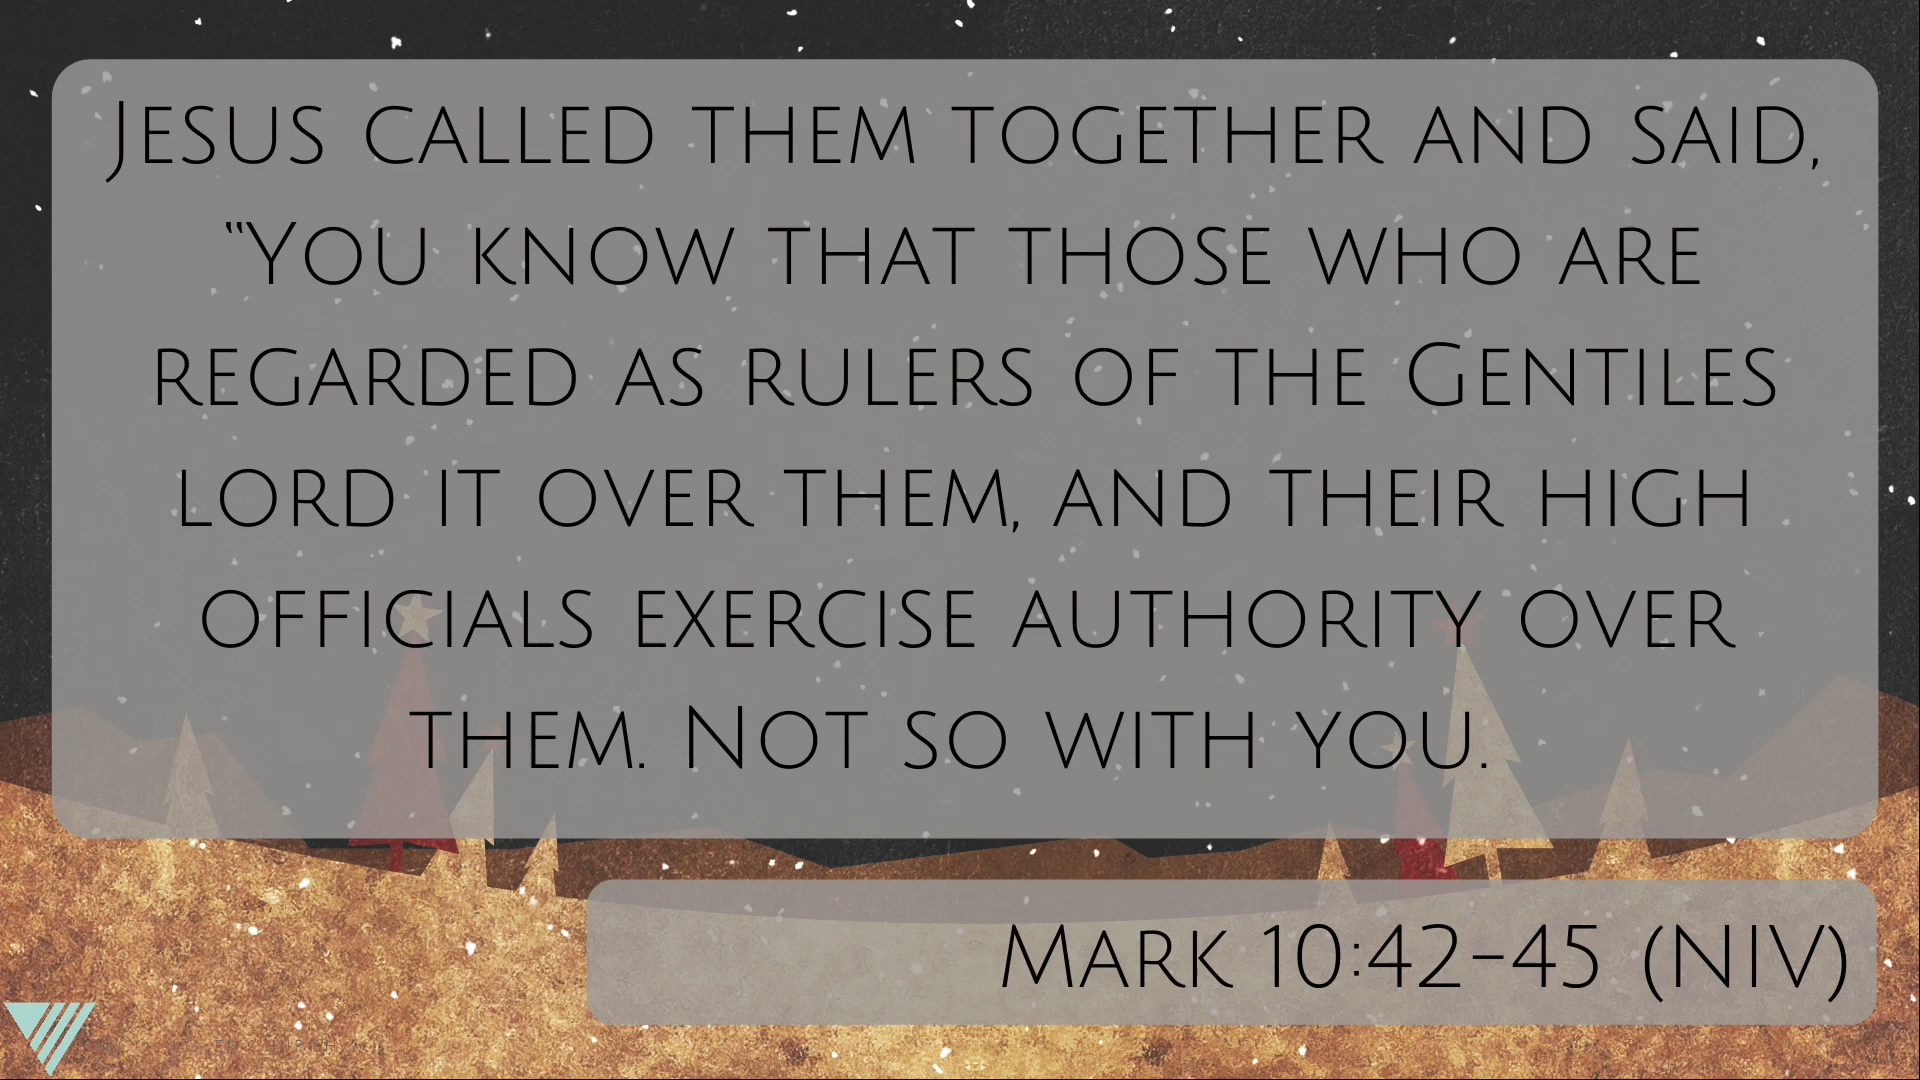 Jesus called them together and said,
“You know that those who are
regarded as rulers of the Gentiles
lord it over them, and their high
officials exercise authority over
them. Not so with you.
Mark 10:42-45 (NIV)
CHURCH